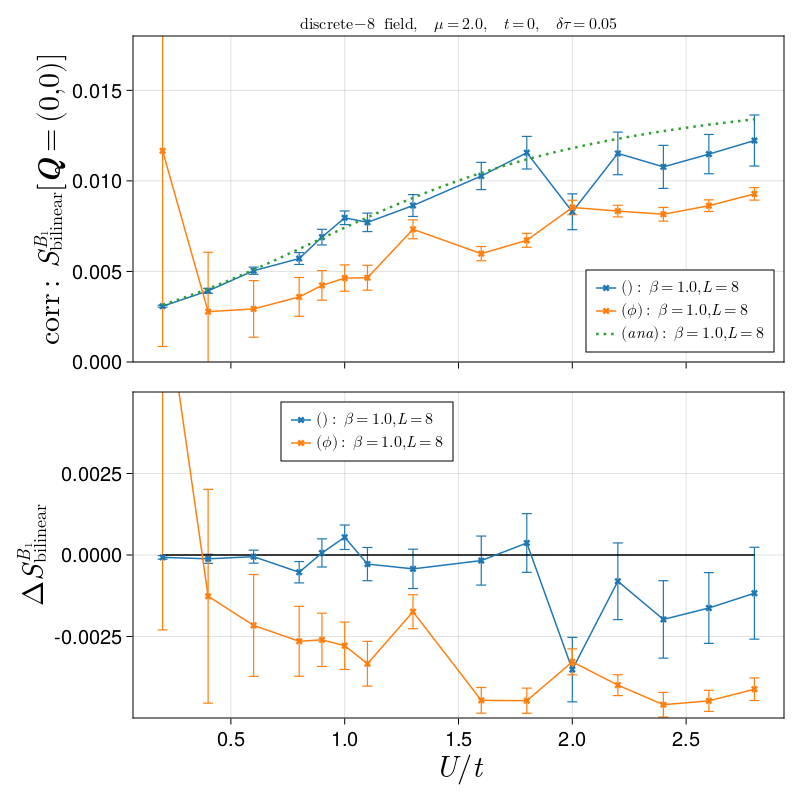 discrete−8 field, μ = 2.0, t = 0, δτ = 0.05
corr: S^{B_1}_{bilinear}[Q = (0,0)]
0.015
0.010
0.005
0.000
(): β = 1.0,L = 8
(ϕ): β = 1.0,L = 8
(ana): β = 1.0,L = 8
ΔS^{B_1}_{bilinear}
0.0025
0.0000
-0.0025
(): β = 1.0,L = 8
(ϕ): β = 1.0,L = 8
0.5 1.0 1.5 2.0 2.5
U/t